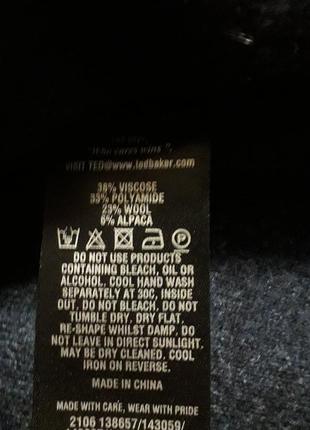 VISIT TED@www.tedbaker.com
38% VISCOSE
33% POLYAMIDE
23% WOOL
6% ALPACA
DO NOT USE PRODUCTS
CONTAINING BLEACH, OIL OR
ALCOHOL. COOL HAND WASH
SEPARATELY AT 30C, INSIDE
OUT. DO NOT BLEACH. DO NOT
TUMBLE DRY. DRY FLAT.
RE-SHAPE WHILST DAMP. DO NOT
LEAVE IN DIRECT SUNLIGHT.
MAY BE DRY CLEANED. COOL
IRON ON REVERSE.
MADE IN CHINA
MADE WITH CARE, WEAR WITH PRIDE
2106 138657/143059/